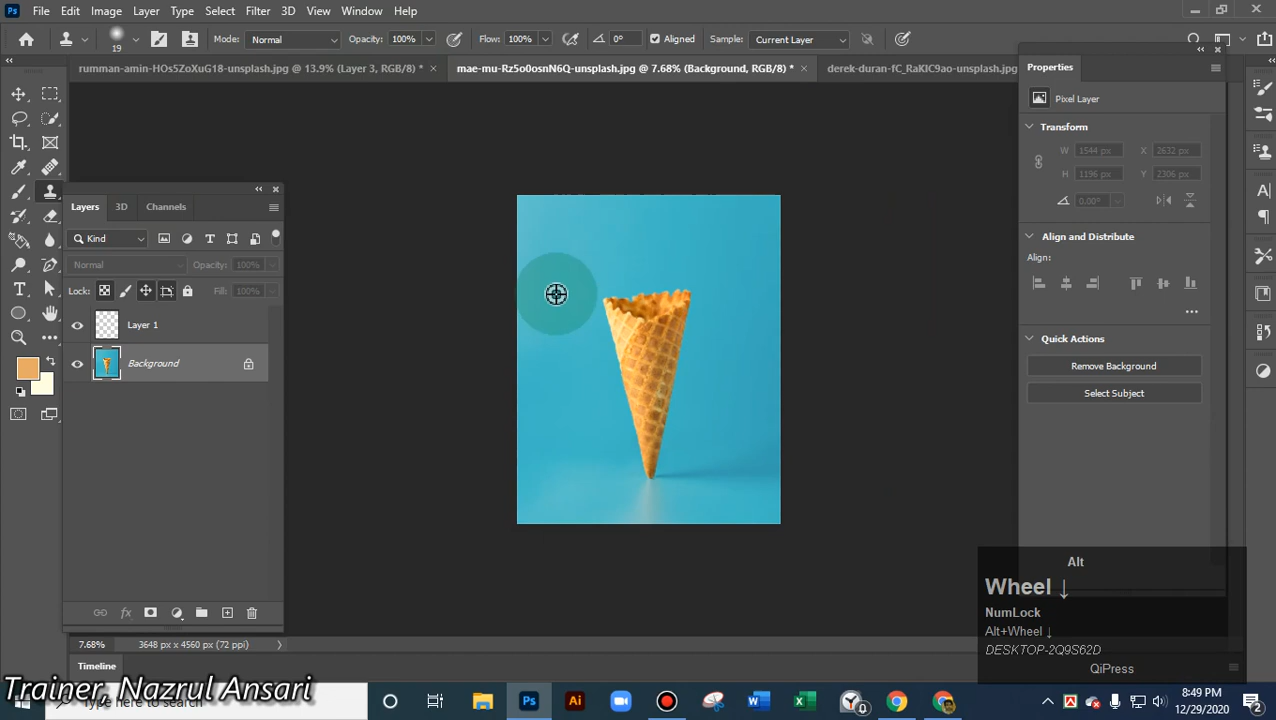 Ps File Edit Image Layer Type Select Filter 3D View Window Help
19 Mode: Normal Opacity: 100% Flow: 100% 0° Aligned Sample: Current Layer
rumman-amin-HOs5ZoXuG18-unsplash.jpg @ 13.9% (Layer 3, RGB/8) * ×
mae-mu-Rz5o0osnN6Q-unsplash.jpg @ 7.68% (Background, RGB/8) * ×
derek-duran-fC_RaKIC9ao-unsplash.jpg
Layers 3D Channels
Kind
Normal Opacity: 100%
Lock: Fill: 100%
Layer 1
Background
fx
Properties
Pixel Layer
Transform
W 1544 px X 2632 px
H 1196 px Y 2306 px
0.00°
Align and Distribute
Align:
Quick Actions
Remove Background
Select Subject
Alt
Wheel ↓
NumLock
Alt+Wheel ↓
DESKTOP-2Q9S62D
QiPress
7.68% 3648 px x 4560 px (72 ppi)
Timeline
Trainer, Nazrul Ansari
Type here to search
Ps Ai
8:49 PM
12/29/2020